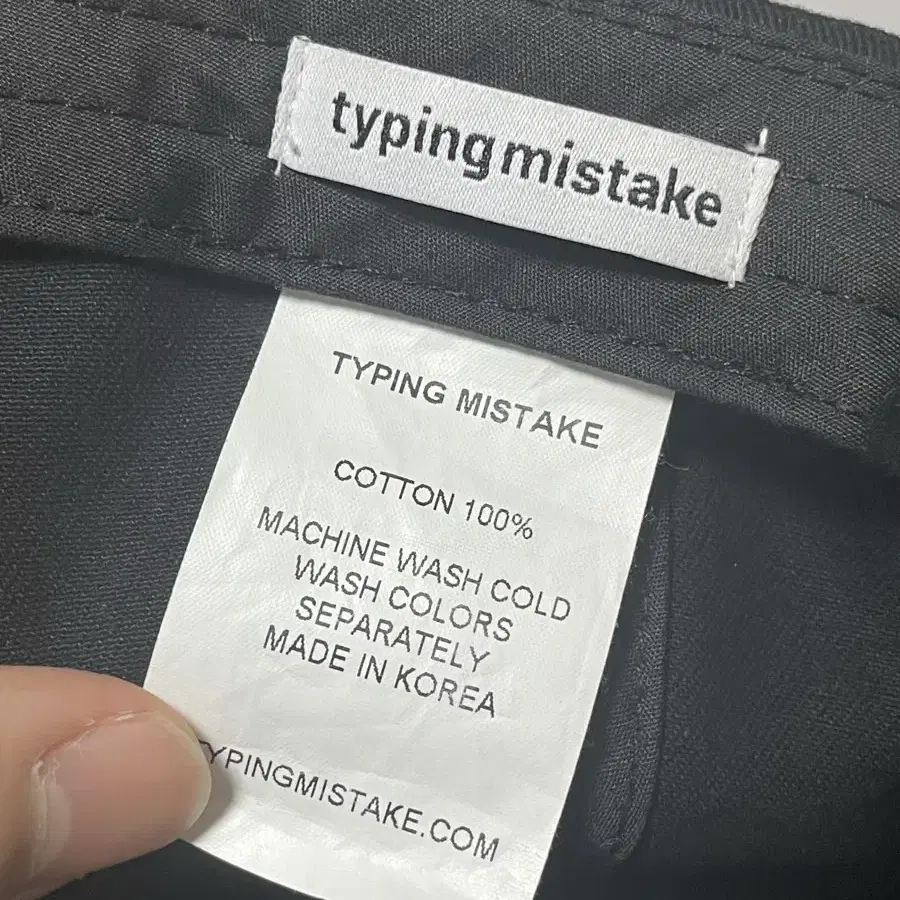 typingmistake
TYPING MISTAKE
COTTON 100%
MACHINE WASH COLD
WASH COLORS
SEPARATELY
MADE IN KOREA
YPINGMISTAKE.COM